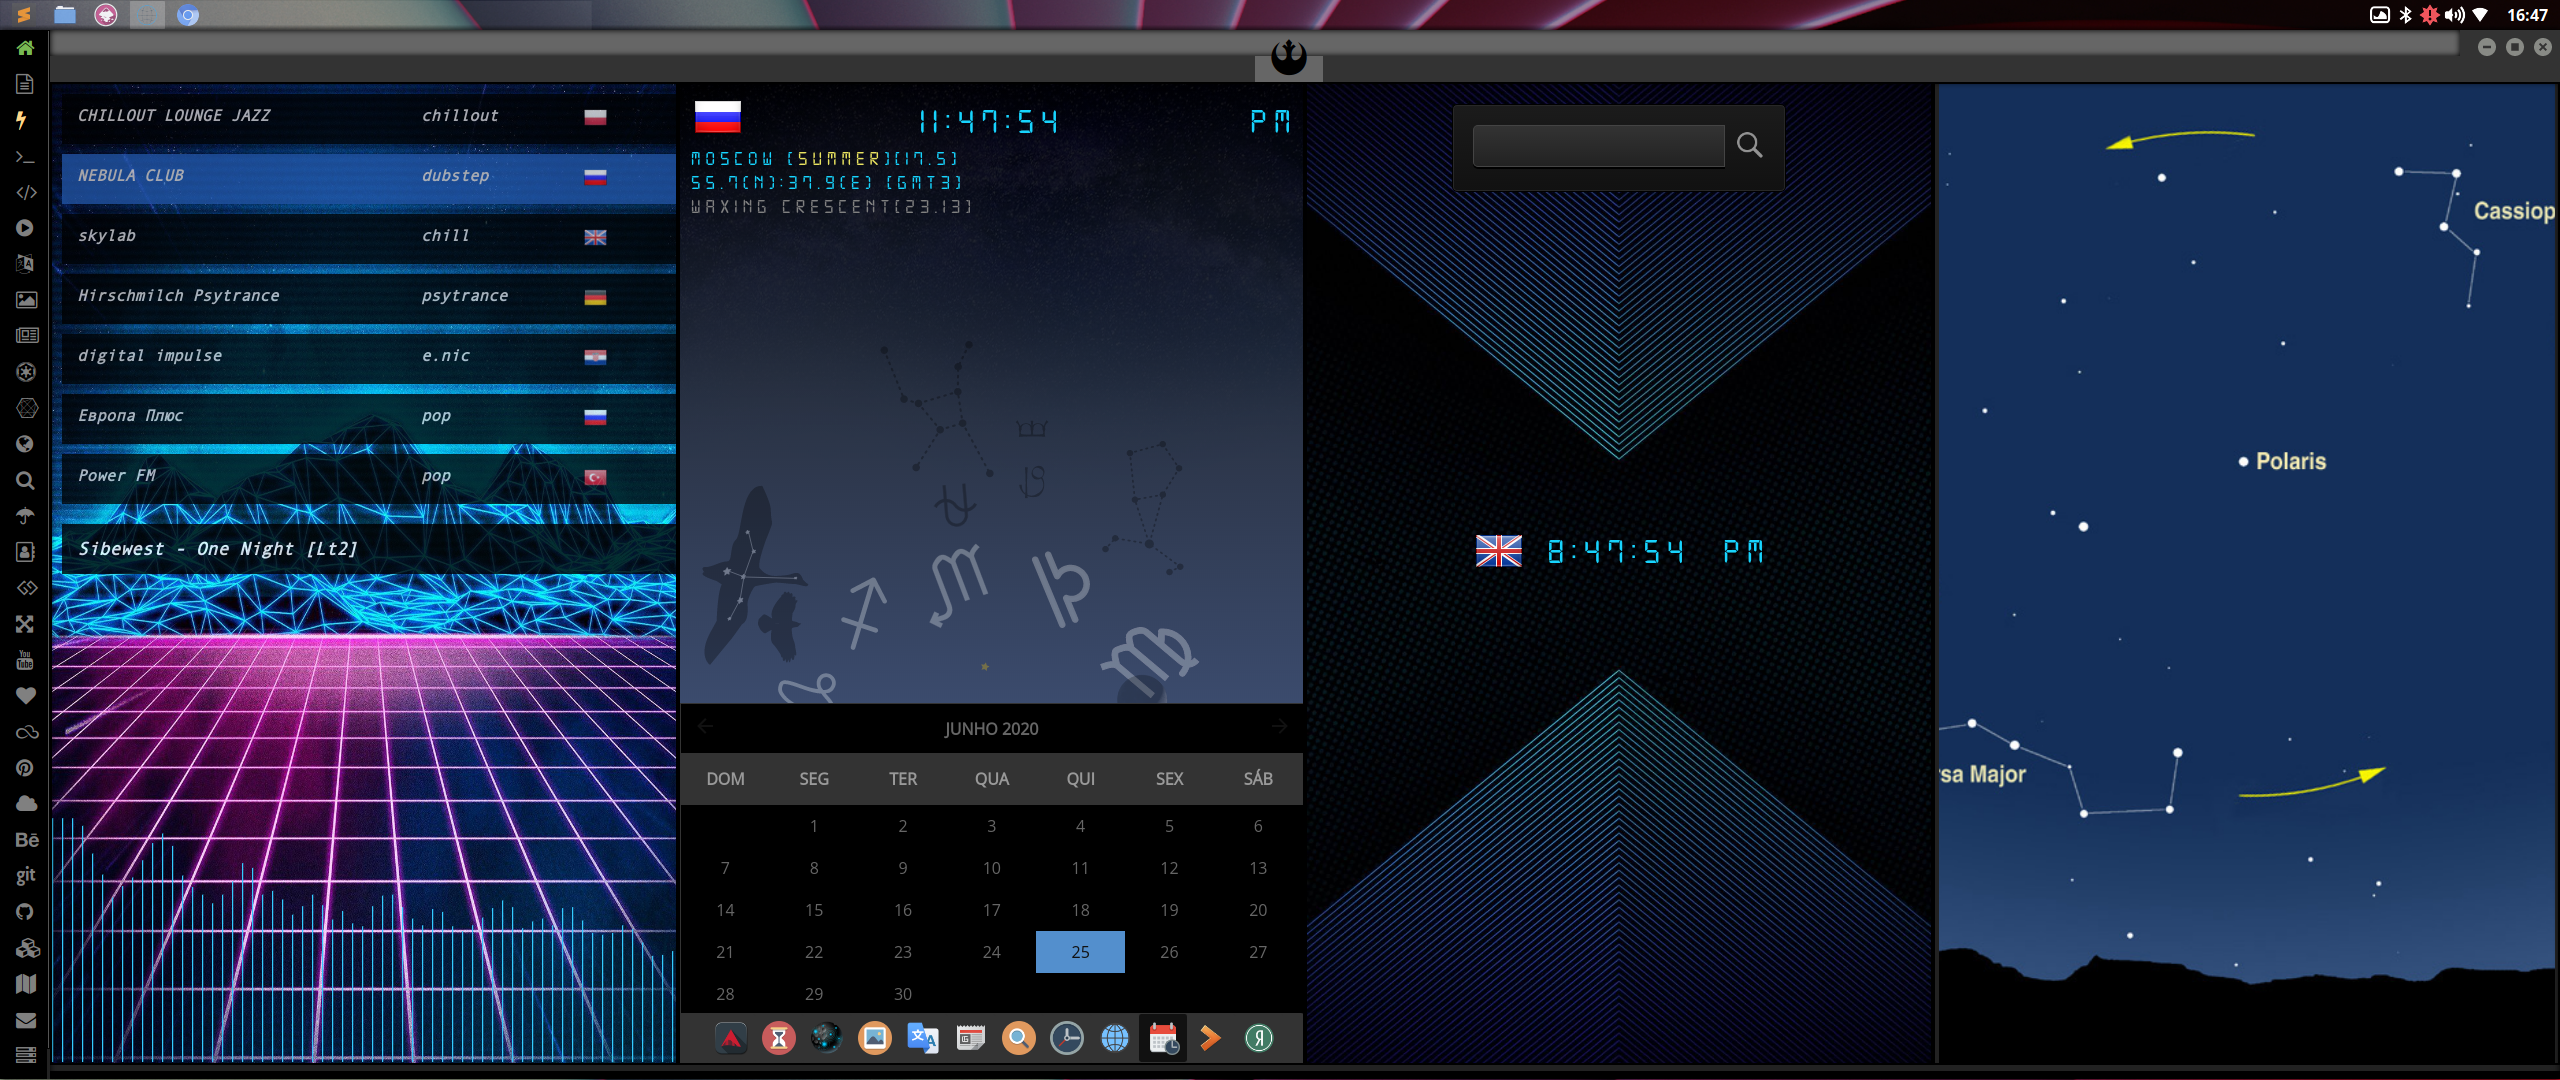 16:47
CHILLOUT LOUNGE JAZZ chillout
NEBULA CLUB dubstep
skylab chill
Hirschmilch Psytrance psytrance
digital impulse e.nic
Европа Плюс pop
Power FM pop
Sibewest - One Night [Lt2]
You
Tube
Bē
git
11:47:54 PM
MOSCOW [SUMMER][17.5]
55.7(N):37.9(E) [GMT3]
WAXING CRESCENT[23.13]
JUNHO 2020
DOM SEG TER QUA QUI SEX SÁB
1 2 3 4 5 6
7 8 9 10 11 12 13
14 15 16 17 18 19 20
21 22 23 24 25 26 27
28 29 30
Я
8:47:54 PM
Cassiop
Polaris
rsa Major